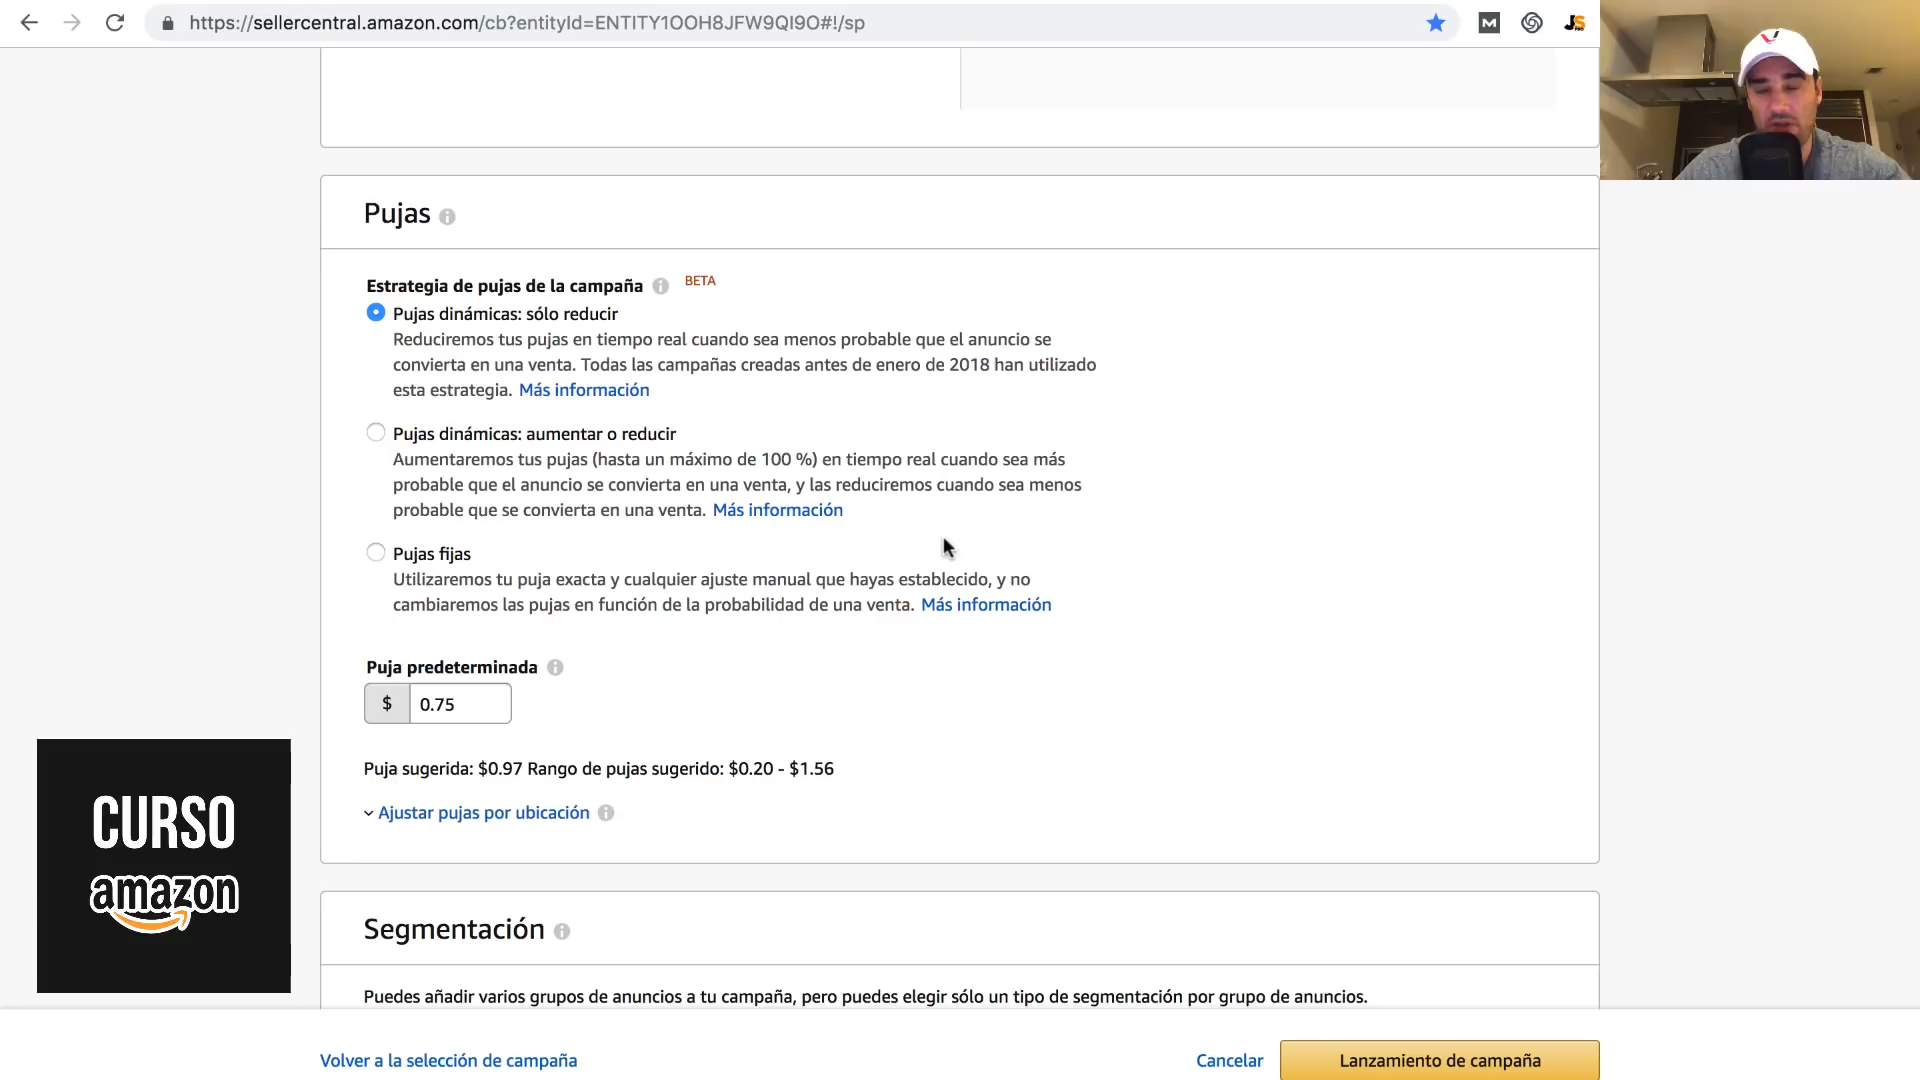 https://sellercentral.amazon.com/cb?entityId=ENTITY1OOH8JFW9QI9O#!/sp
Pujas
Estrategia de pujas de la campaña BETA
Pujas dinámicas: sólo reducir
Reduciremos tus pujas en tiempo real cuando sea menos probable que el anuncio se
convierta en una venta. Todas las campañas creadas antes de enero de 2018 han utilizado
esta estrategia. Más información
Pujas dinámicas: aumentar o reducir
Aumentaremos tus pujas (hasta un máximo de 100 %) en tiempo real cuando sea más
probable que el anuncio se convierta en una venta, y las reduciremos cuando sea menos
probable que se convierta en una venta. Más información
Pujas fijas
Utilizaremos tu puja exacta y cualquier ajuste manual que hayas establecido, y no
cambiaremos las pujas en función de la probabilidad de una venta. Más información
Puja predeterminada
$ 0.75
Puja sugerida: $0.97 Rango de pujas sugerido: $0.20 - $1.56
Ajustar pujas por ubicación
CURSO
amazon
Segmentación
Puedes añadir varios grupos de anuncios a tu campaña, pero puedes elegir sólo un tipo de segmentación por grupo de anuncios.
Volver a la selección de campaña
Cancelar
Lanzamiento de campaña